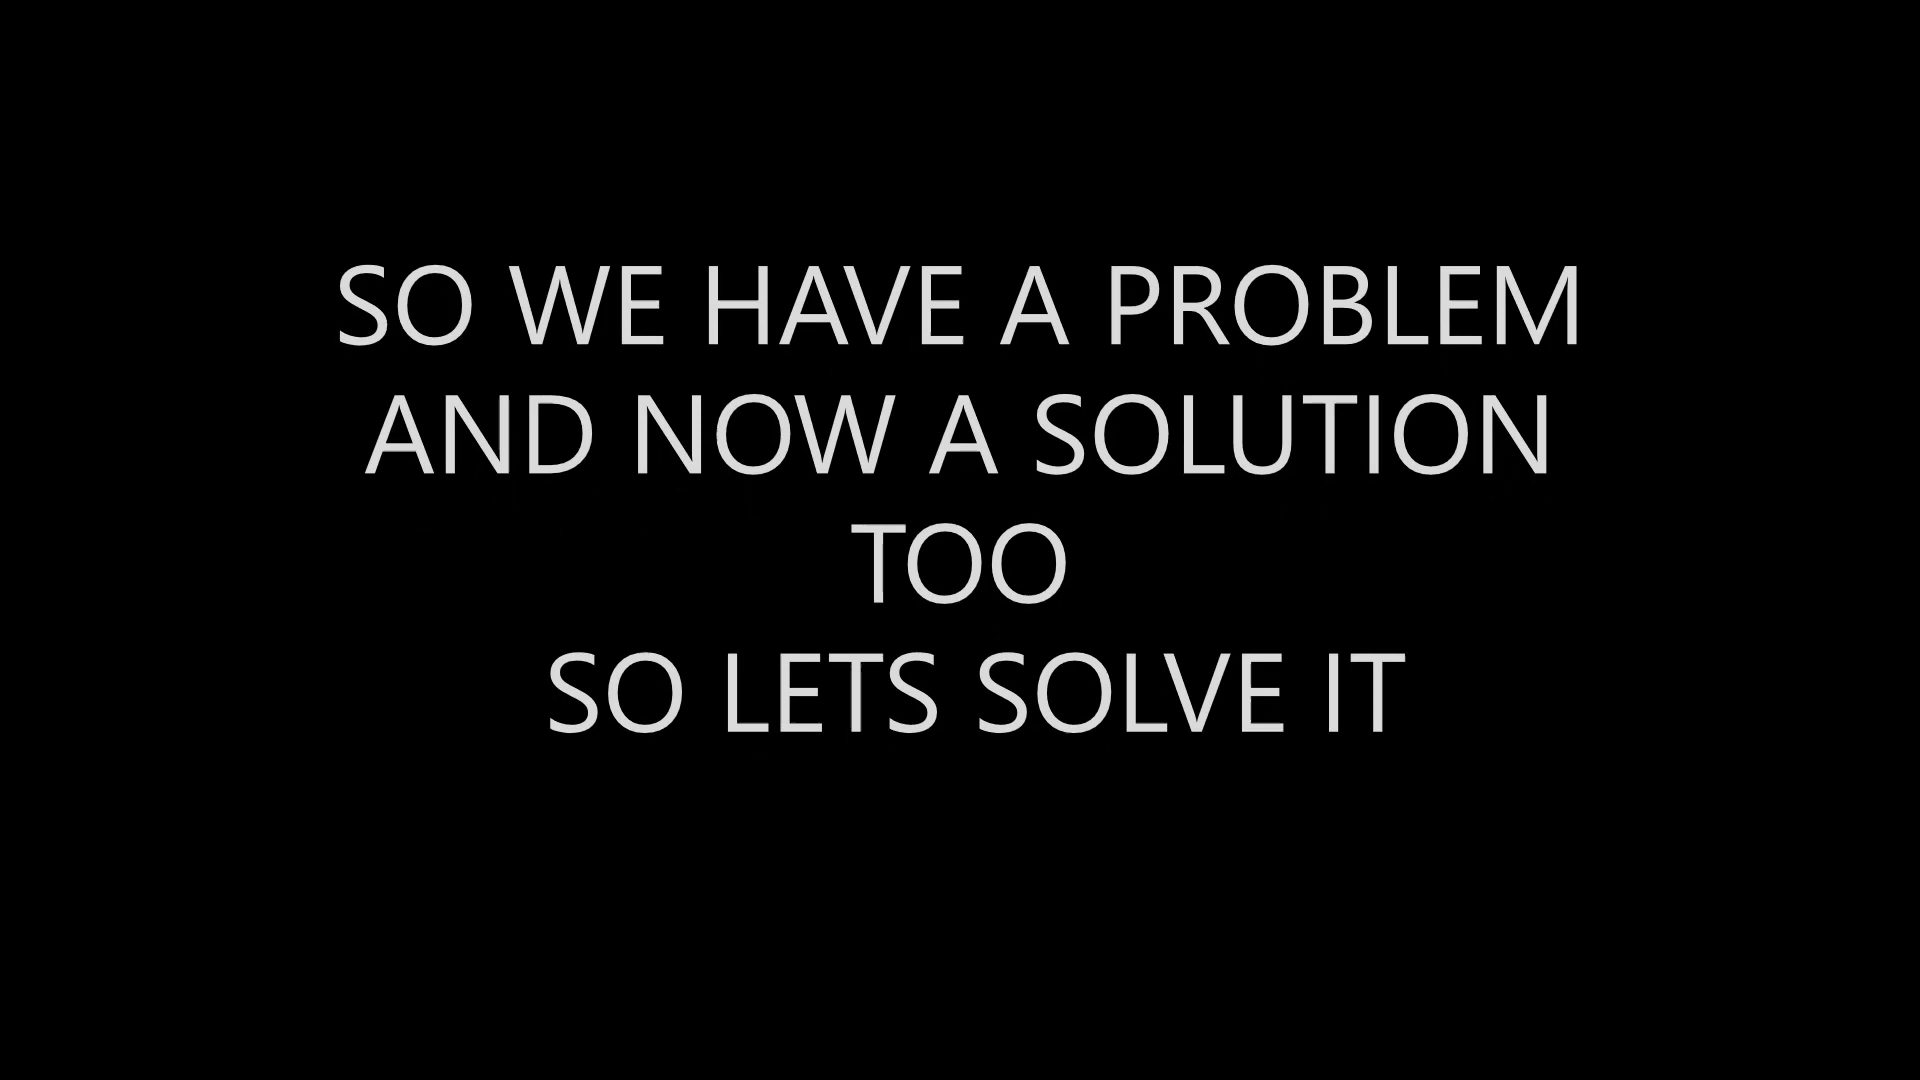 SO WE HAVE A PROBLEM
AND NOW A SOLUTION
TOO
SO LETS SOLVE IT